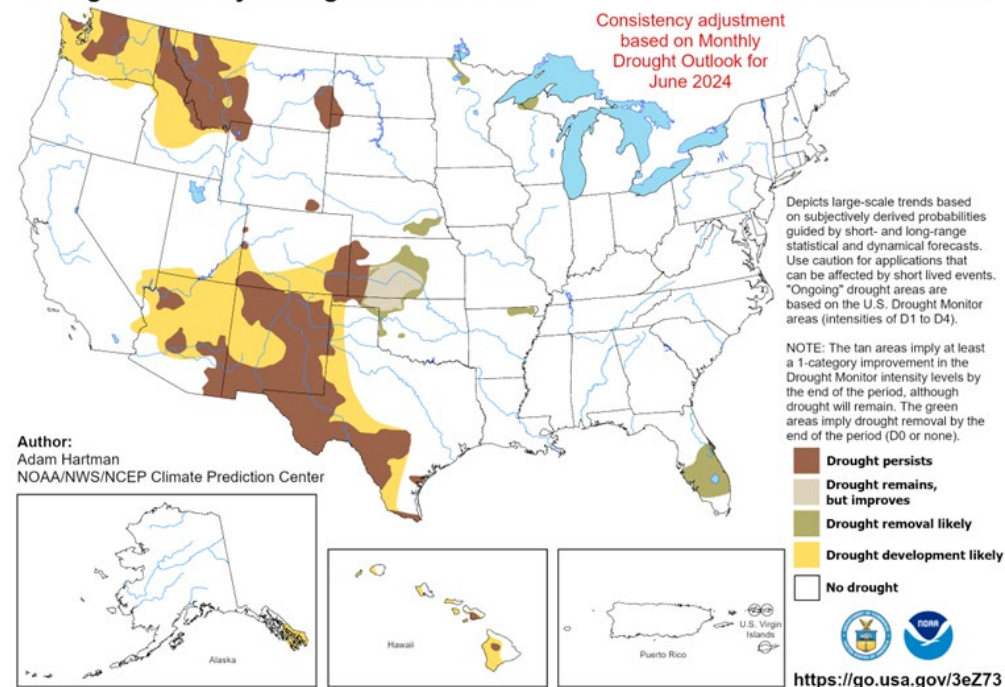 Consistency adjustment
based on Monthly
Drought Outlook for
June 2024
Depicts large-scale trends based
on subjectively derived probabilities
guided by short- and long-range
statistical and dynamical forecasts.
Use caution for applications that
can be affected by short lived events.
"Ongoing" drought areas are
based on the U.S. Drought Monitor
areas (intensities of D1 to D4).
NOTE: The tan areas imply at least
a 1-category improvement in the
Drought Monitor intensity levels by
the end of the period, although
drought will remain. The green
areas imply drought removal by the
end of the period (D0 or none).
Author:
Adam Hartman
NOAA/NWS/NCEP Climate Prediction Center
Drought persists
Drought remains,
but improves
Drought removal likely
Drought development likely
No drought
Alaska
Hawaii
Puerto Rico
U.S. Virgin
Islands
NOAA
https://go.usa.gov/3eZ73